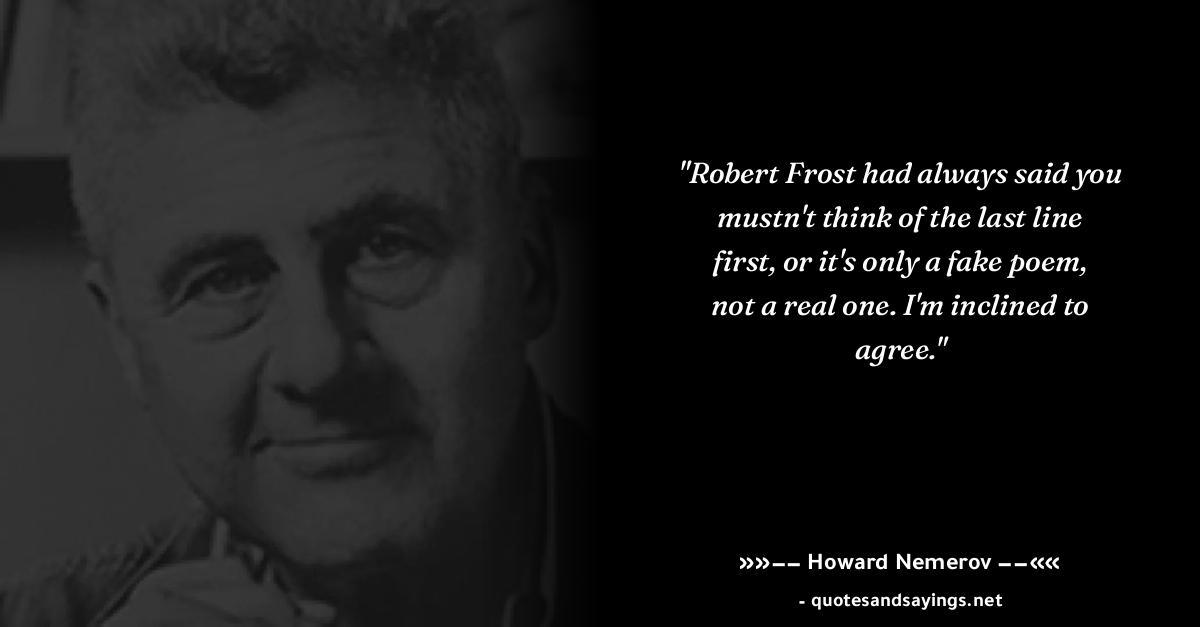 "Robert Frost had always said you
mustn't think of the last line
first, or it's only a fake poem,
not a real one. I'm inclined to
agree."
»»–– Howard Nemerov ––««
- quotesandsayings.net